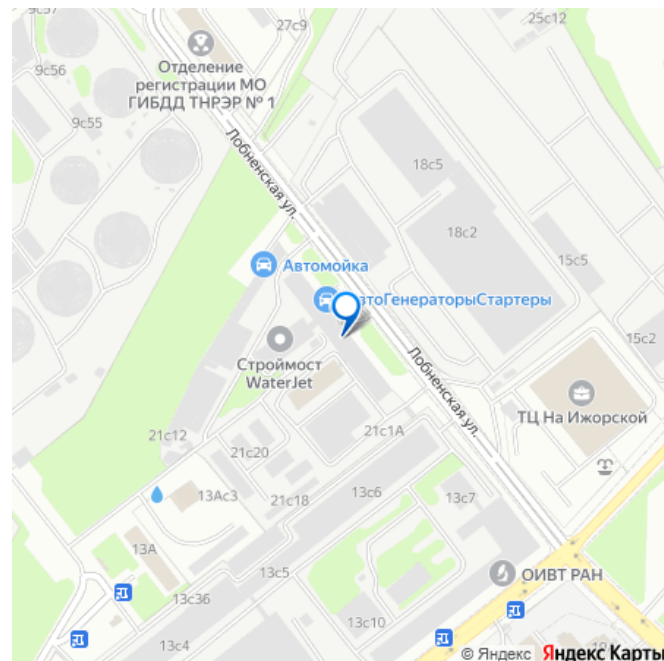 9с57
27с9
25с12
9с56
Отделение
регистрации МО
ГИБДД ТНРЭР № 1
9с55
Лобненская ул.
18с5
18с2
15с5
Автомойка
втоГенераторыСтартеры
15с2
Строймост
WaterJet
Лобненская ул.
ТЦ На Ижорской
21с12
21с1А
21с20
13Ас3
21с18
13с6
13с7
13А
13с5
ОИВТ РАН
13с36
13с10
13с4
© Яндекс Яндекс Карты